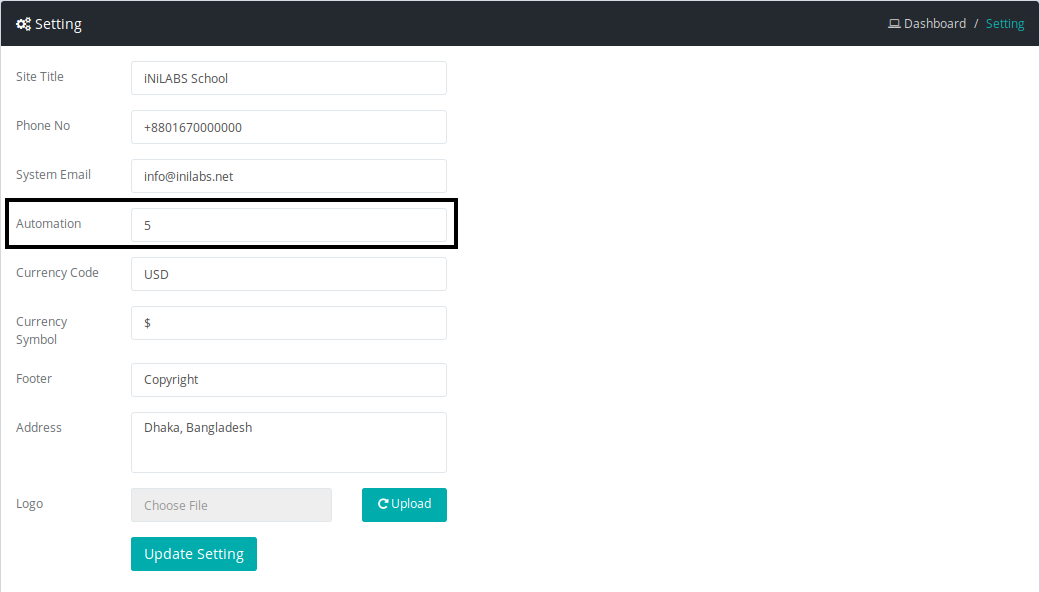 Setting
Dashboard / Setting
Site Title
iNiLABS School
Phone No
+8801670000000
System Email
info@inilabs.net
Automation
5
Currency Code
USD
Currency
Symbol
$
Footer
Copyright
Address
Dhaka, Bangladesh
Logo
Choose File
Upload
Update Setting